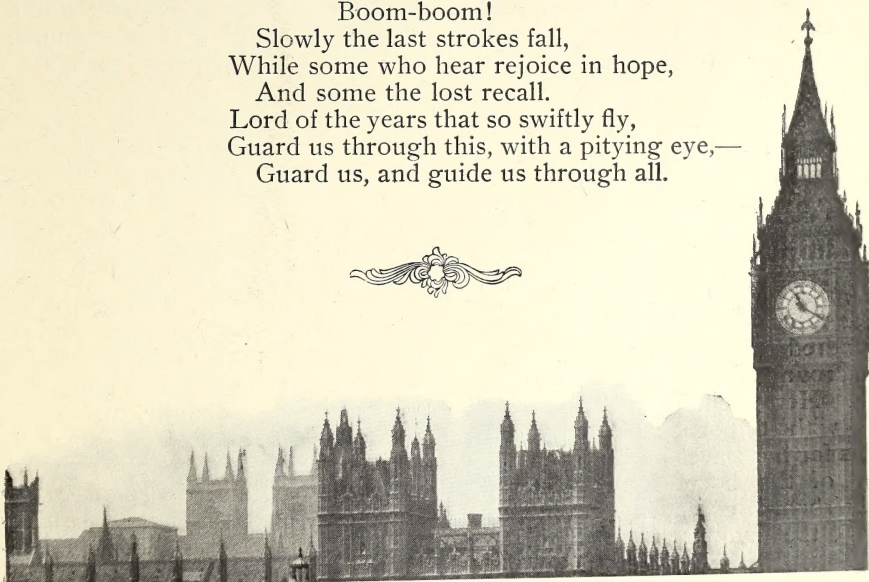 Boom-boom!
Slowly the last strokes fall,
While some who hear rejoice in hope,
And some the lost recall.
Lord of the years that so swiftly fly,
Guard us through this, with a pitying eye,—
Guard us, and guide us through all.